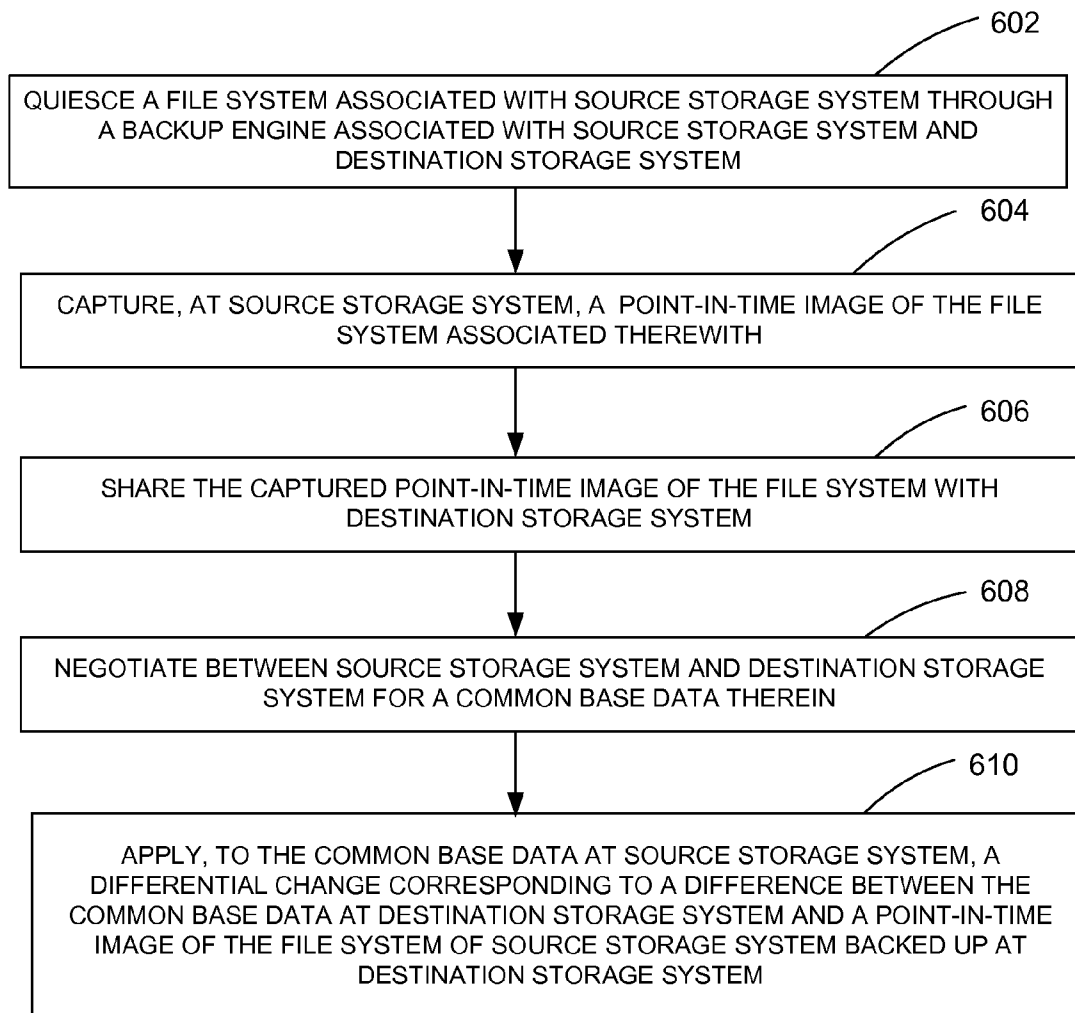 602
QUIESCE A FILE SYSTEM ASSOCIATED WITH SOURCE STORAGE SYSTEM THROUGH
A BACKUP ENGINE ASSOCIATED WITH SOURCE STORAGE SYSTEM AND
DESTINATION STORAGE SYSTEM
604
CAPTURE, AT SOURCE STORAGE SYSTEM, A POINT-IN-TIME IMAGE OF THE FILE
SYSTEM ASSOCIATED THEREWITH
606
SHARE THE CAPTURED POINT-IN-TIME IMAGE OF THE FILE SYSTEM WITH
DESTINATION STORAGE SYSTEM
608
NEGOTIATE BETWEEN SOURCE STORAGE SYSTEM AND DESTINATION STORAGE
SYSTEM FOR A COMMON BASE DATA THEREIN
610
APPLY, TO THE COMMON BASE DATA AT SOURCE STORAGE SYSTEM, A
DIFFERENTIAL CHANGE CORRESPONDING TO A DIFFERENCE BETWEEN THE
COMMON BASE DATA AT DESTINATION STORAGE SYSTEM AND A POINT-IN-TIME
IMAGE OF THE FILE SYSTEM OF SOURCE STORAGE SYSTEM BACKED UP AT
DESTINATION STORAGE SYSTEM